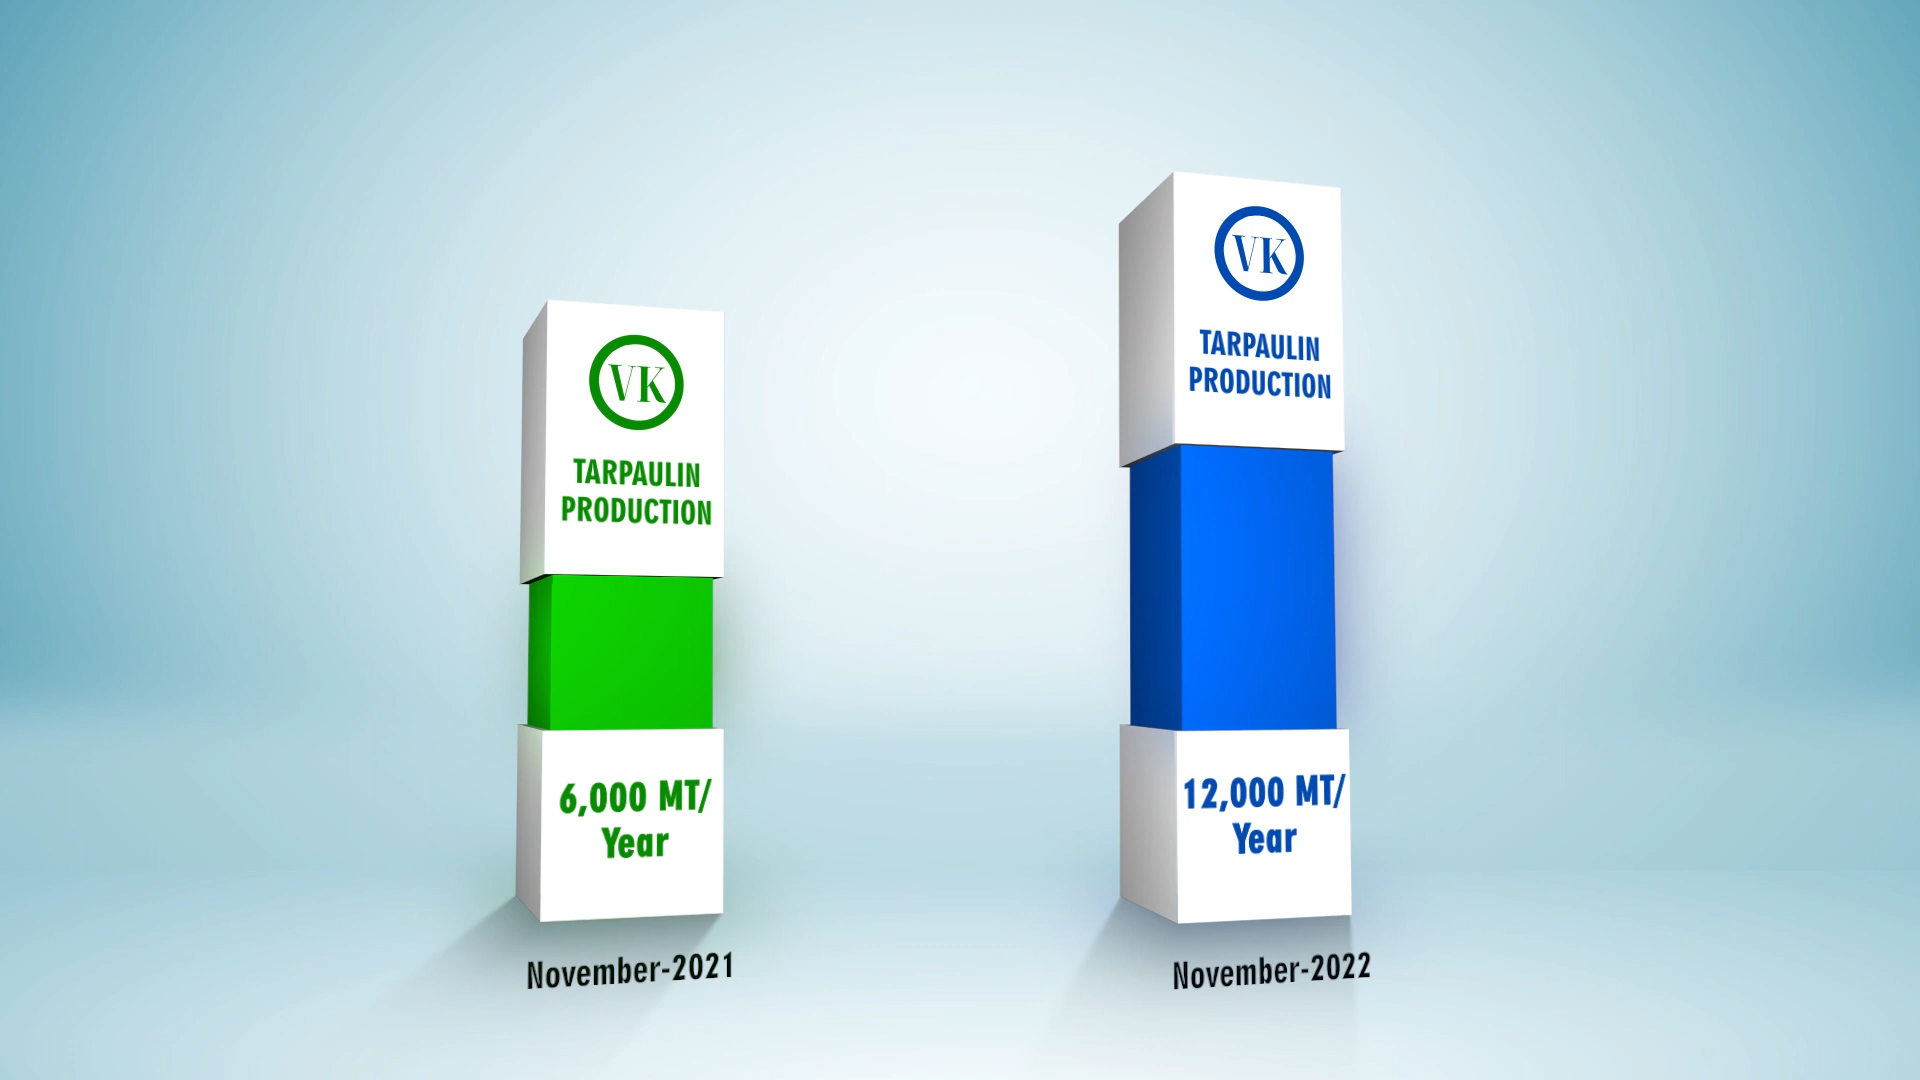 VK
TARPAULIN
PRODUCTION
6,000 MT/
Year
November-2021
VK
TARPAULIN
PRODUCTION
12,000 MT/
Year
November-2022